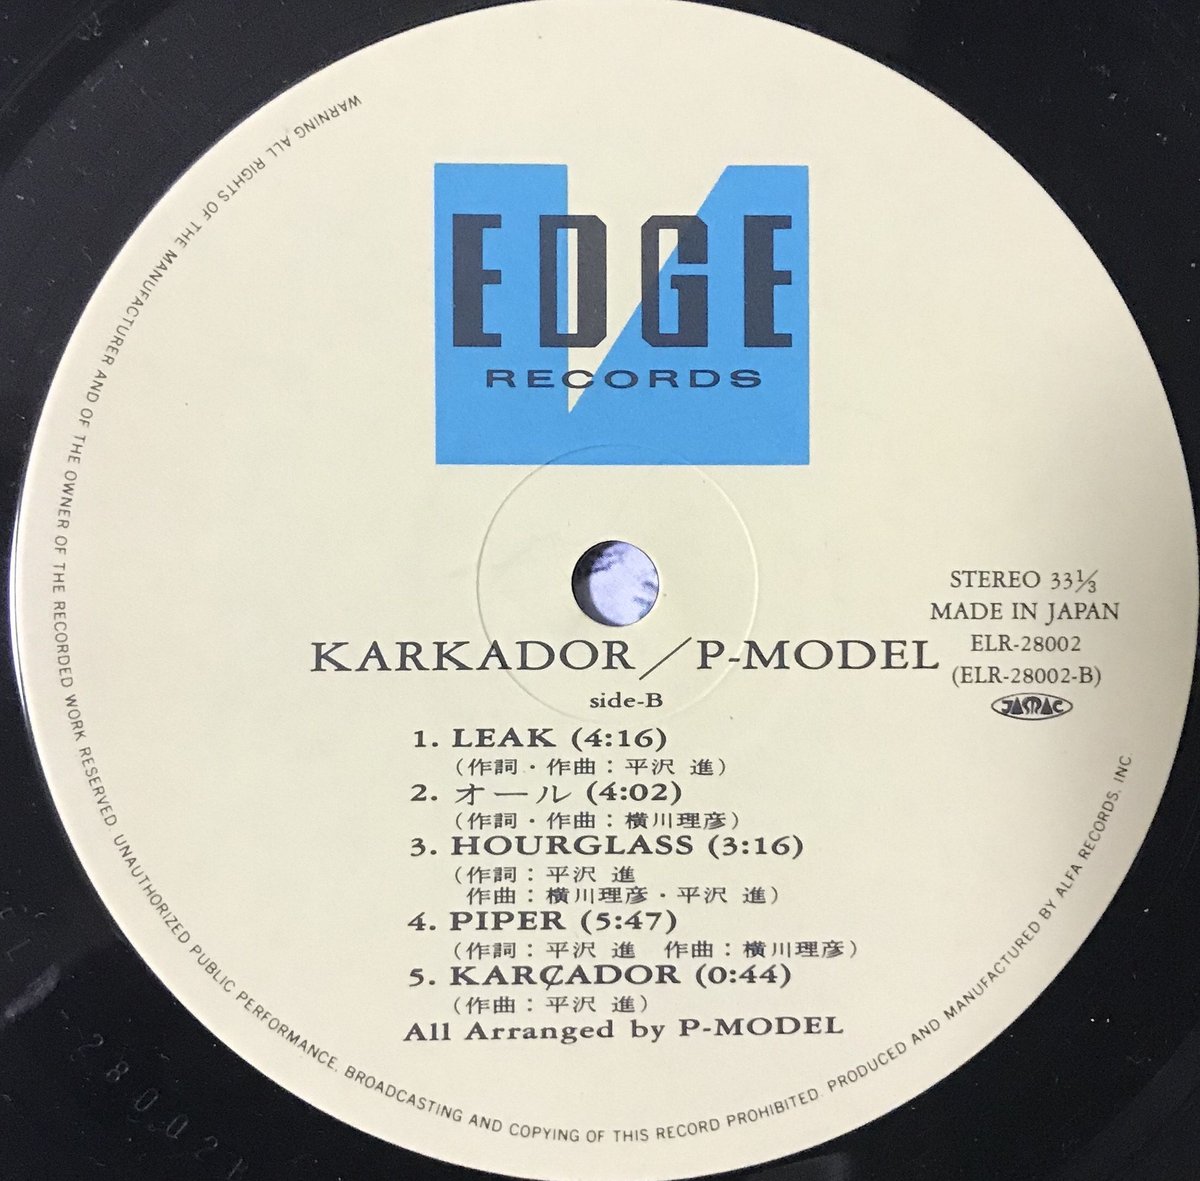 EDGE
RECORDS
STEREO 33⅓
MADE IN JAPAN
ELR-28002
(ELR-28002-B)
JASRAC
KARKADOR／P-MODEL
side-B
1. LEAK (4:16)
（作詞・作曲：平沢 進）
2. オール (4:02)
（作詞・作曲：横川理彦）
3. HOURGLASS (3:16)
（作詞：平沢 進
作曲：横川理彦・平沢 進）
4. PIPER (5:47)
（作詞：平沢 進　作曲：横川理彦）
5. KARȻADOR (0:44)
（作曲：平沢 進）
All Arranged by P-MODEL
WARNING ALL RIGHTS OF THE MANUFACTURER AND OF THE OWNER OF THE RECORDED WORK RESERVED. UNAUTHORIZED PUBLIC PERFORMANCE, BROADCASTING AND COPYING OF THIS RECORD PROHIBITED. PRODUCED AND MANUFACTURED BY ALFA RECORDS, INC